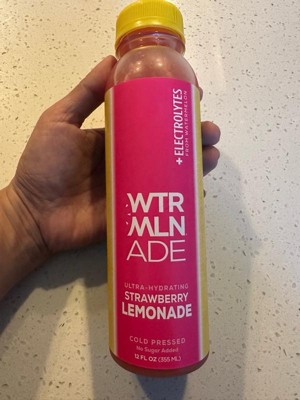 +ELECTROLYTES
FROM WATERMELON
WTR
MLN
ADE
ULTRA-HYDRATING
STRAWBERRY
LEMONADE
COLD PRESSED
No Sugar Added
12 FL OZ (355 ML)